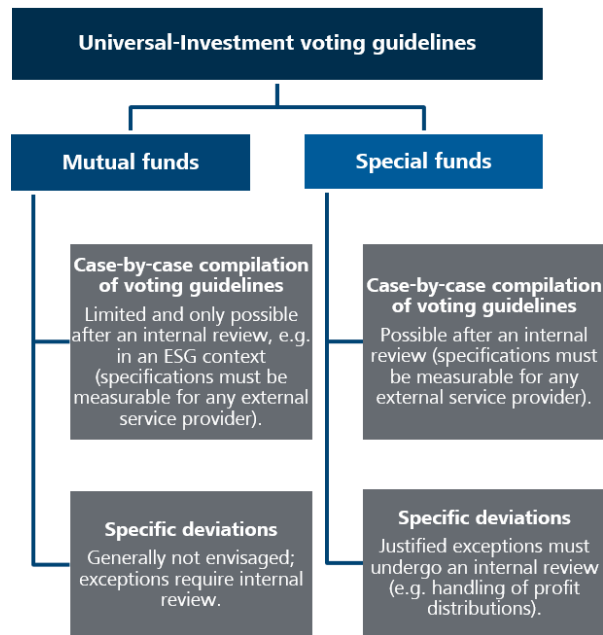 Universal-Investment voting guidelines
Mutual funds
Special funds
Case-by-case compilation
of voting guidelines
Limited and only possible
after an internal review, e.g.
in an ESG context
(specifications must be
measurable for any external
service provider).
Case-by-case compilation
of voting guidelines
Possible after an internal
review (specifications must
be measurable for any
external service provider).
Specific deviations
Generally not envisaged;
exceptions require internal
review.
Specific deviations
Justified exceptions must
undergo an internal review
(e.g. handling of profit
distributions).